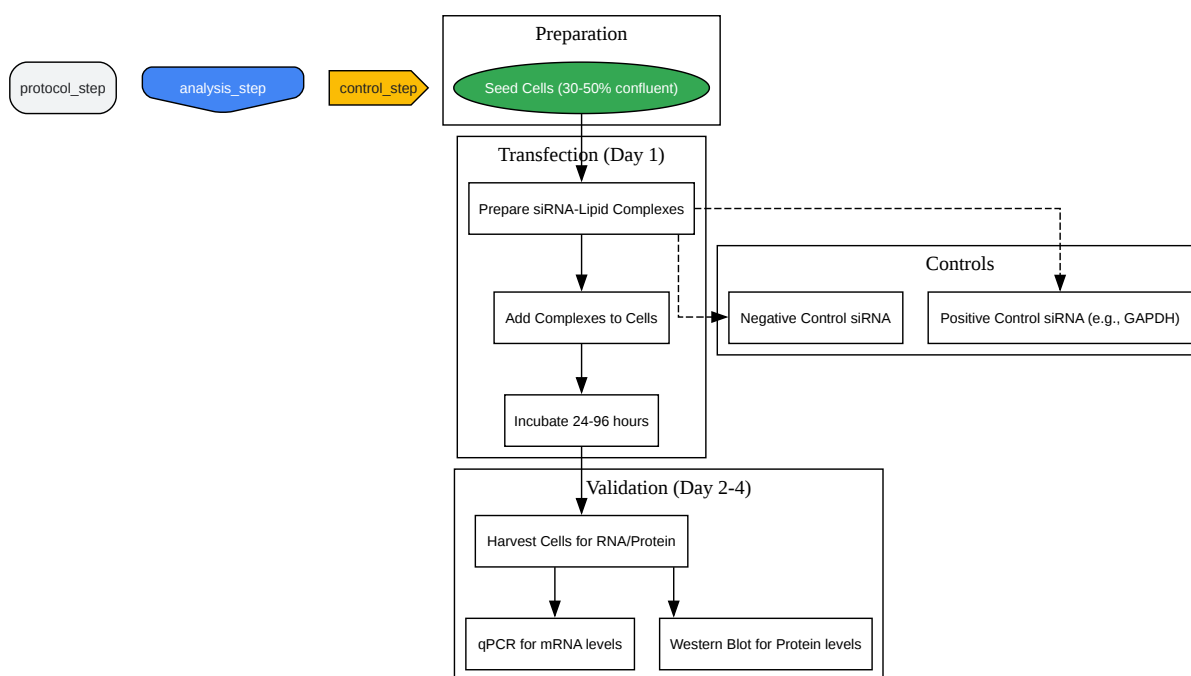 protocol_step
analysis_step
control_step
Preparation
Seed Cells (30-50% confluent)
Transfection (Day 1)
Prepare siRNA-Lipid Complexes
Controls
Add Complexes to Cells
Negative Control siRNA
Positive Control siRNA (e.g., GAPDH)
Incubate 24-96 hours
Validation (Day 2-4)
Harvest Cells for RNA/Protein
qPCR for mRNA levels
Western Blot for Protein levels